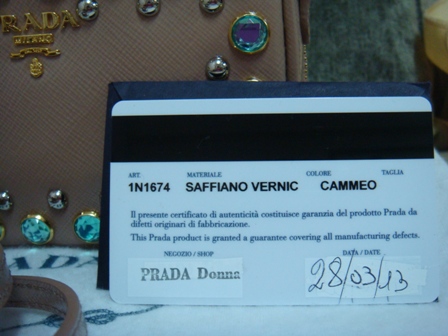 PRADA
MILANO
ART. MATERIALE COLORE TAGLIA
1N1674 SAFFIANO VERNIC CAMMEO
Il presente certificato di autenticità costituisce garanzia del prodotto Prada da
difetti originari di fabbricazione.
This Prada product is granted a guarantee covering all manufacturing defects.
NEGOZIO / SHOP DATA / DATE
PRADA Donna 28/03/13